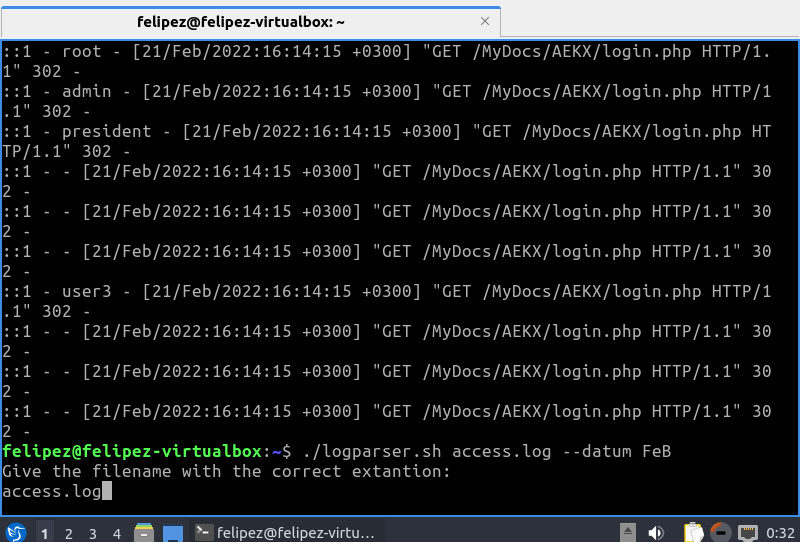 felipez@felipez-virtualbox: ~
::1 - root - [21/Feb/2022:16:14:15 +0300] "GET /MyDocs/AEKX/login.php HTTP/1.
1" 302 -
::1 - admin - [21/Feb/2022:16:14:15 +0300] "GET /MyDocs/AEKX/login.php HTTP/1
.1" 302 -
::1 - president - [21/Feb/2022:16:14:15 +0300] "GET /MyDocs/AEKX/login.php HT
TP/1.1" 302 -
::1 - - [21/Feb/2022:16:14:15 +0300] "GET /MyDocs/AEKX/login.php HTTP/1.1" 30
2 -
::1 - - [21/Feb/2022:16:14:15 +0300] "GET /MyDocs/AEKX/login.php HTTP/1.1" 30
2 -
::1 - - [21/Feb/2022:16:14:15 +0300] "GET /MyDocs/AEKX/login.php HTTP/1.1" 30
2 -
::1 - user3 - [21/Feb/2022:16:14:15 +0300] "GET /MyDocs/AEKX/login.php HTTP/1
.1" 302 -
::1 - - [21/Feb/2022:16:14:15 +0300] "GET /MyDocs/AEKX/login.php HTTP/1.1" 30
2 -
::1 - - [21/Feb/2022:16:14:15 +0300] "GET /MyDocs/AEKX/login.php HTTP/1.1" 30
2 -
::1 - - [21/Feb/2022:16:14:15 +0300] "GET /MyDocs/AEKX/login.php HTTP/1.1" 30
2 -
felipez@felipez-virtualbox:~$ ./logparser.sh access.log --datum FeB
Give the filename with the correct extantion:
access.log
1 2 3 4 felipez@felipez-virtu... 0:32